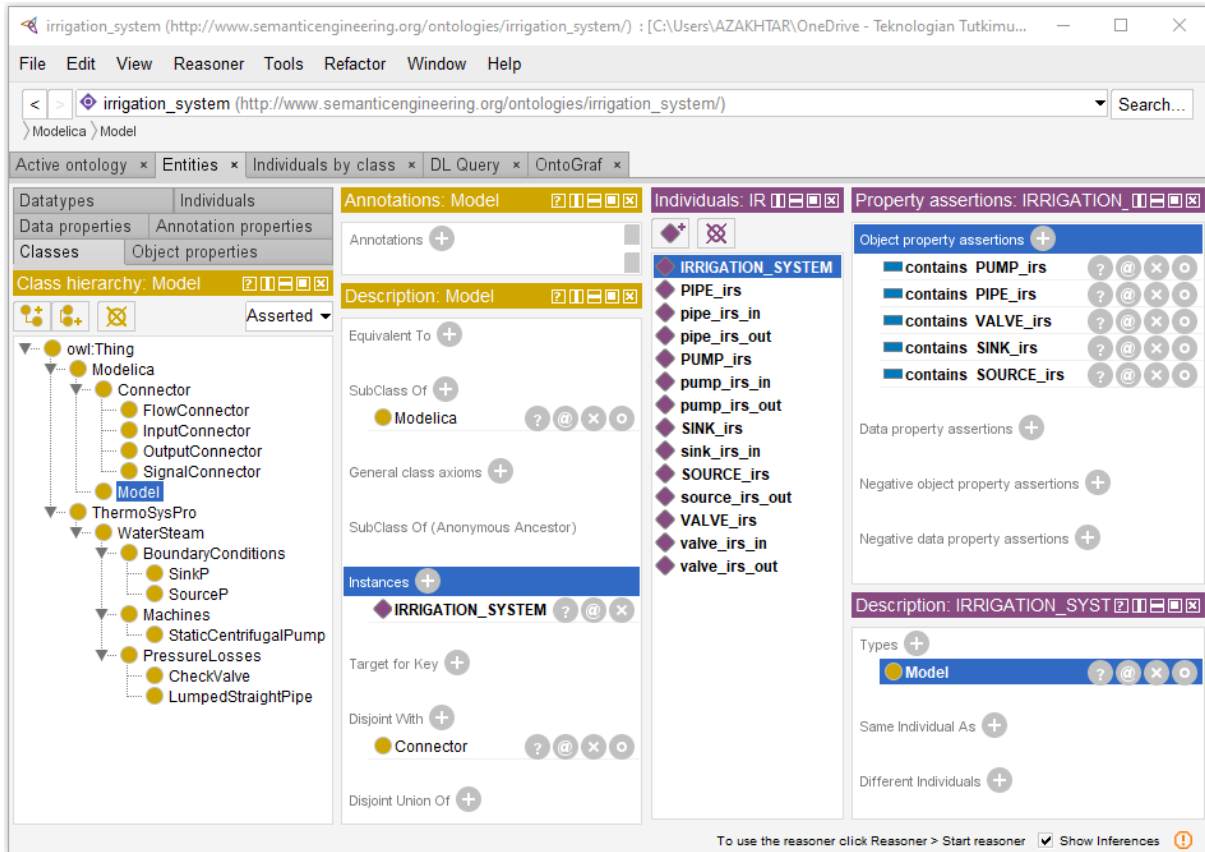 irrigation_system (http://www.semanticengineering.org/ontologies/irrigation_system/) : [C:\Users\AZAKHTAR\OneDrive - Teknologian Tutkimu...
File Edit View Reasoner Tools Refactor Window Help
< > irrigation_system (http://www.semanticengineering.org/ontologies/irrigation_system/) Search...
Modelica Model
Active ontology × Entities × Individuals by class × DL Query × OntoGraf ×
Datatypes Individuals
Data properties Annotation properties
Classes Object properties
Class hierarchy: Model
Asserted
owl:Thing
Modelica
Connector
FlowConnector
InputConnector
OutputConnector
SignalConnector
Model
ThermoSysPro
WaterSteam
BoundaryConditions
SinkP
SourceP
Machines
StaticCentrifugalPump
PressureLosses
CheckValve
LumpedStraightPipe
Annotations: Model
Annotations
Description: Model
Equivalent To
SubClass Of
Modelica
General class axioms
SubClass Of (Anonymous Ancestor)
Instances
IRRIGATION_SYSTEM
Target for Key
Disjoint With
Connector
Disjoint Union Of
Individuals: IR
IRRIGATION_SYSTEM
PIPE_irs
pipe_irs_in
pipe_irs_out
PUMP_irs
pump_irs_in
pump_irs_out
SINK_irs
sink_irs_in
SOURCE_irs
source_irs_out
VALVE_irs
valve_irs_in
valve_irs_out
Property assertions: IRRIGATION_
Object property assertions
contains PUMP_irs
contains PIPE_irs
contains VALVE_irs
contains SINK_irs
contains SOURCE_irs
Data property assertions
Negative object property assertions
Negative data property assertions
Description: IRRIGATION_SYST
Types
Model
Same Individual As
Different Individuals
To use the reasoner click Reasoner > Start reasoner Show Inferences